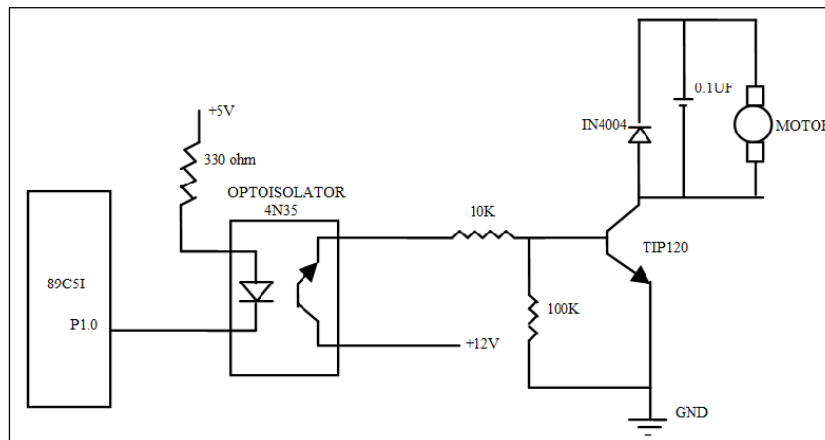 +5V
330 ohm
OPTOISOLATOR
4N35
89C5I
P1.0
+12V
10K
100K
0.1UF
IN4004
MOTOR
TIP120
GND